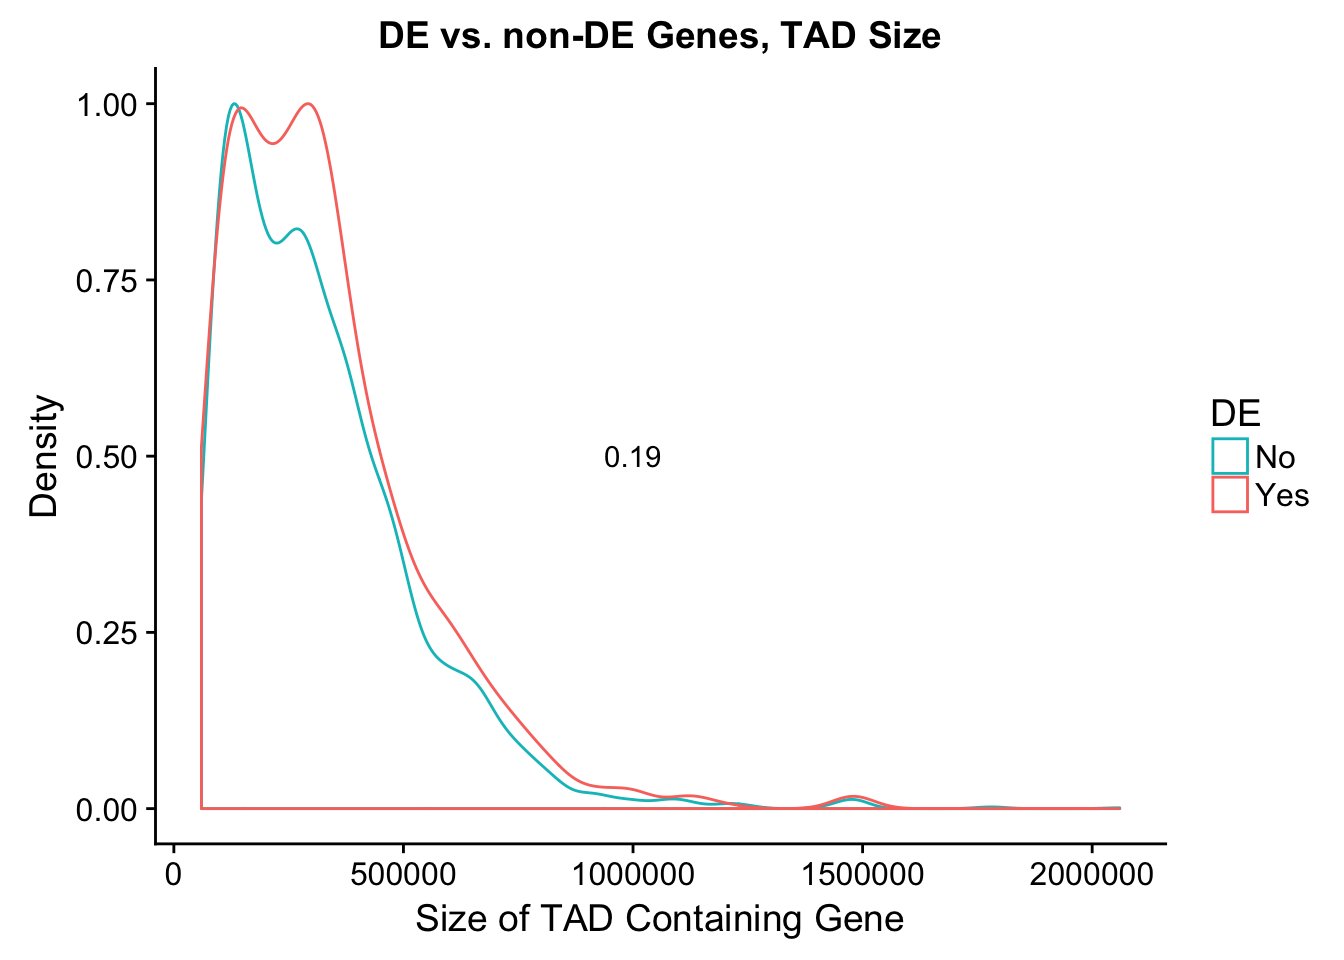 DE vs. non-DE Genes, TAD Size
1.00
0.75
0.50
0.25
0.00
Density
0.19
DE
No
Yes
0 500000 1000000 1500000 2000000
Size of TAD Containing Gene